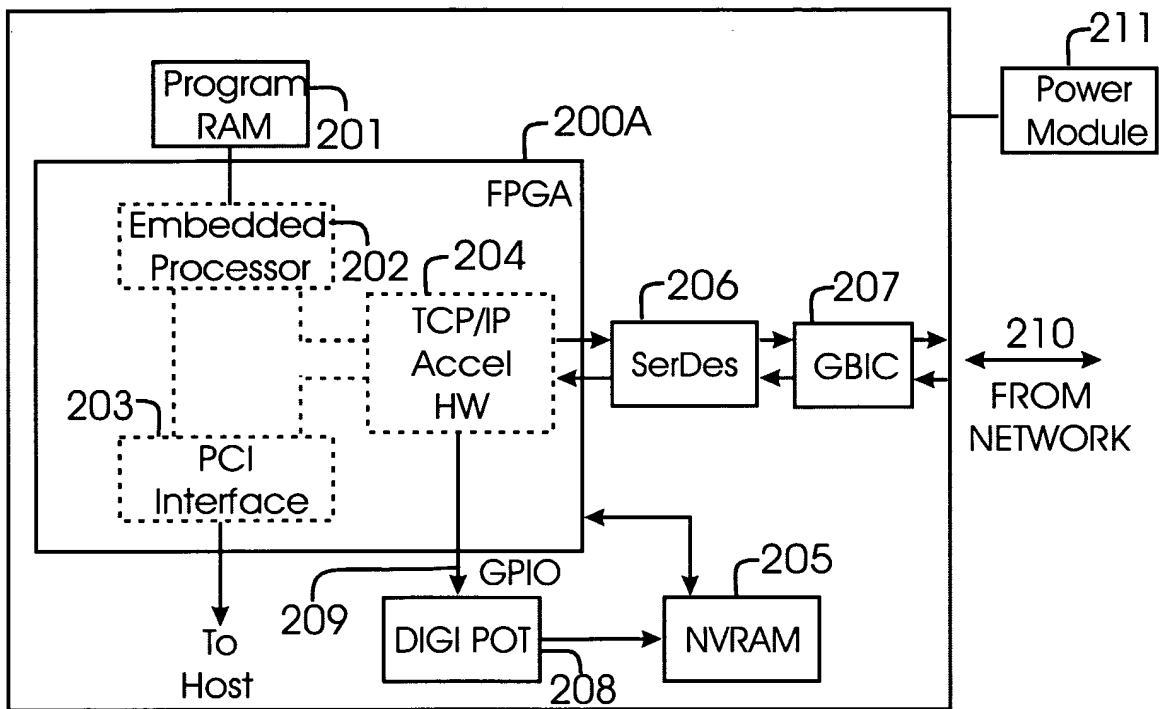 211
Power
Module
Program
RAM
201
200A
FPGA
Embedded
Processor
202
204
TCP/IP
Accel
HW
206
SerDes
207
GBIC
210
FROM
NETWORK
203
PCI
Interface
To
Host
209
GPIO
DIGI POT
208
205
NVRAM